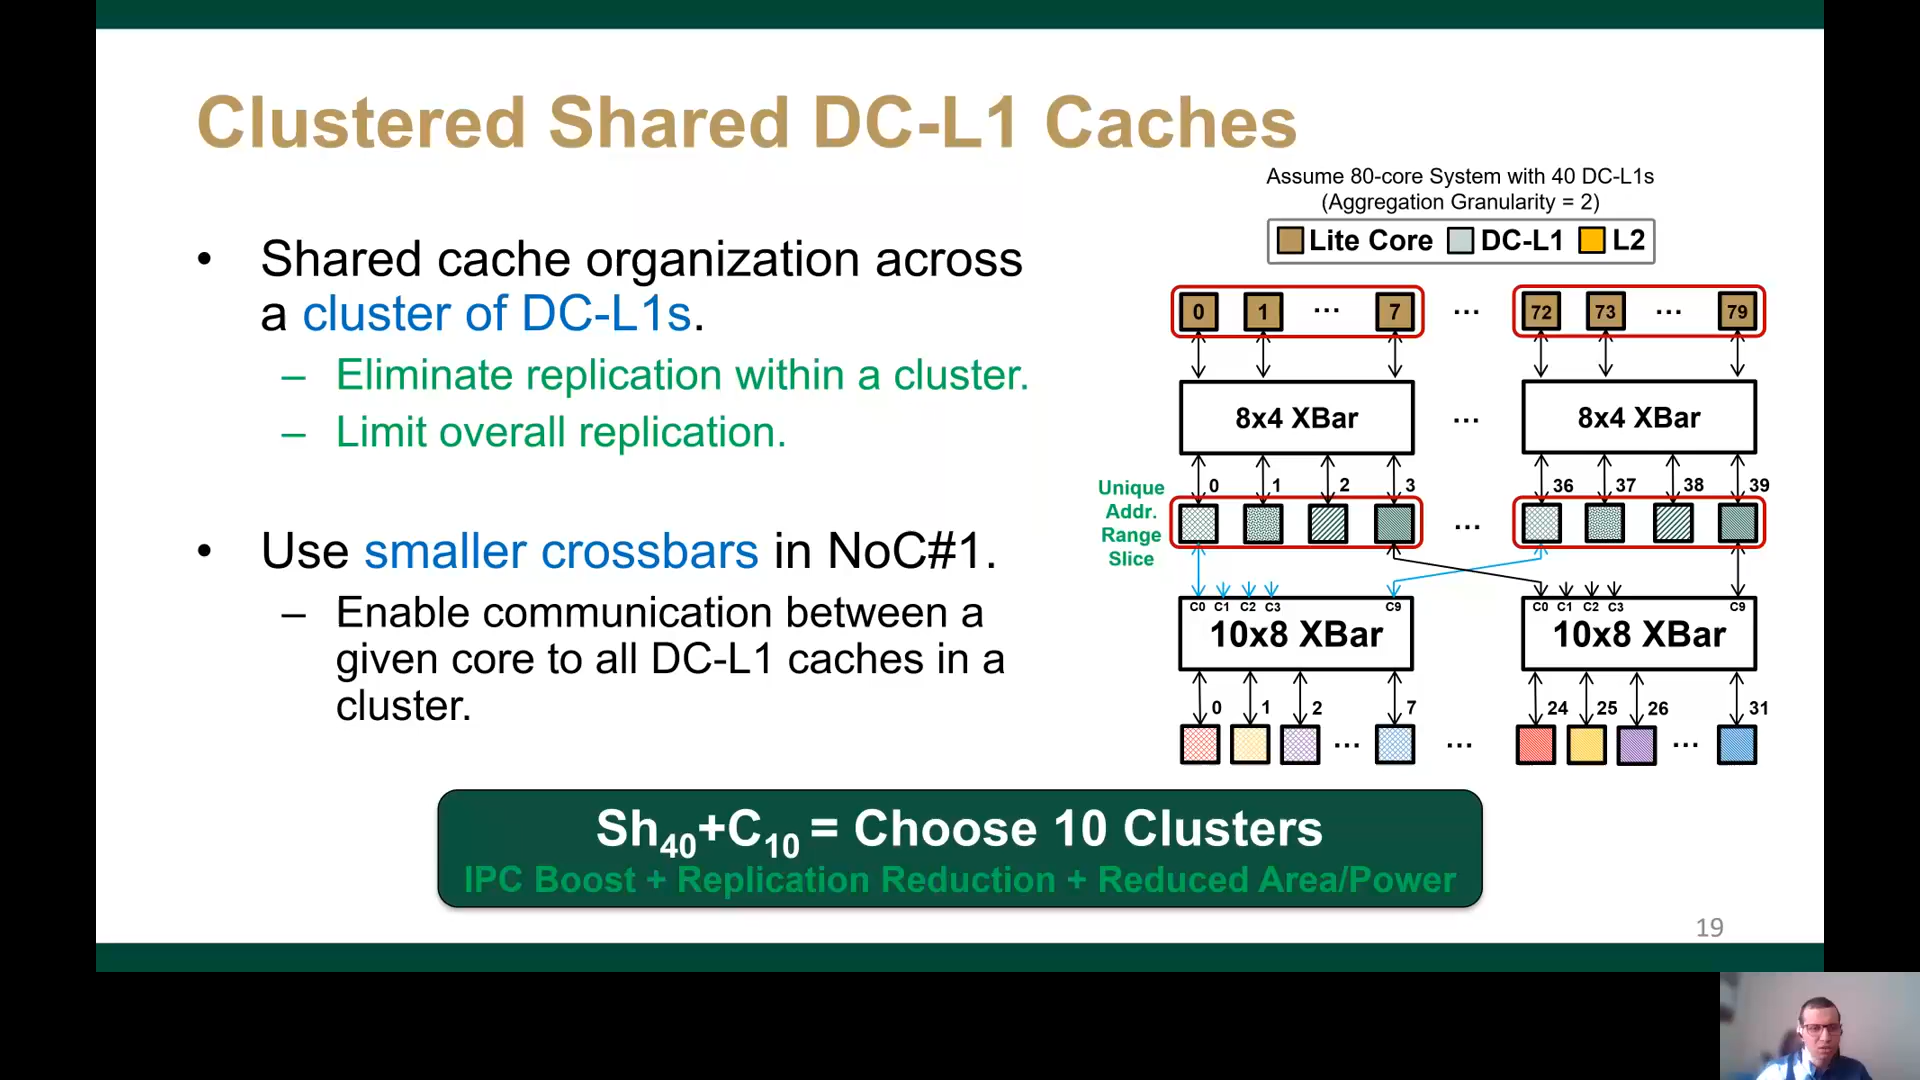 Clustered Shared DC-L1 Caches
• Shared cache organization across
a cluster of DC-L1s.
– Eliminate replication within a cluster.
– Limit overall replication.
• Use smaller crossbars in NoC#1.
– Enable communication between a
given core to all DC-L1 caches in a
cluster.
Assume 80-core System with 40 DC-L1s
(Aggregation Granularity = 2)
Lite Core DC-L1 L2
0 1 ... 7 ... 72 73 ... 79
8x4 XBar ... 8x4 XBar
0 1 2 3 36 37 38 39
Unique
Addr.
Range
Slice
...
C0 C1 C2 C3 C9 C0 C1 C2 C3 C9
10x8 XBar 10x8 XBar
0 1 2 7 24 25 26 31
... ... ...
Sh40+C10 = Choose 10 Clusters
IPC Boost + Replication Reduction + Reduced Area/Power
19